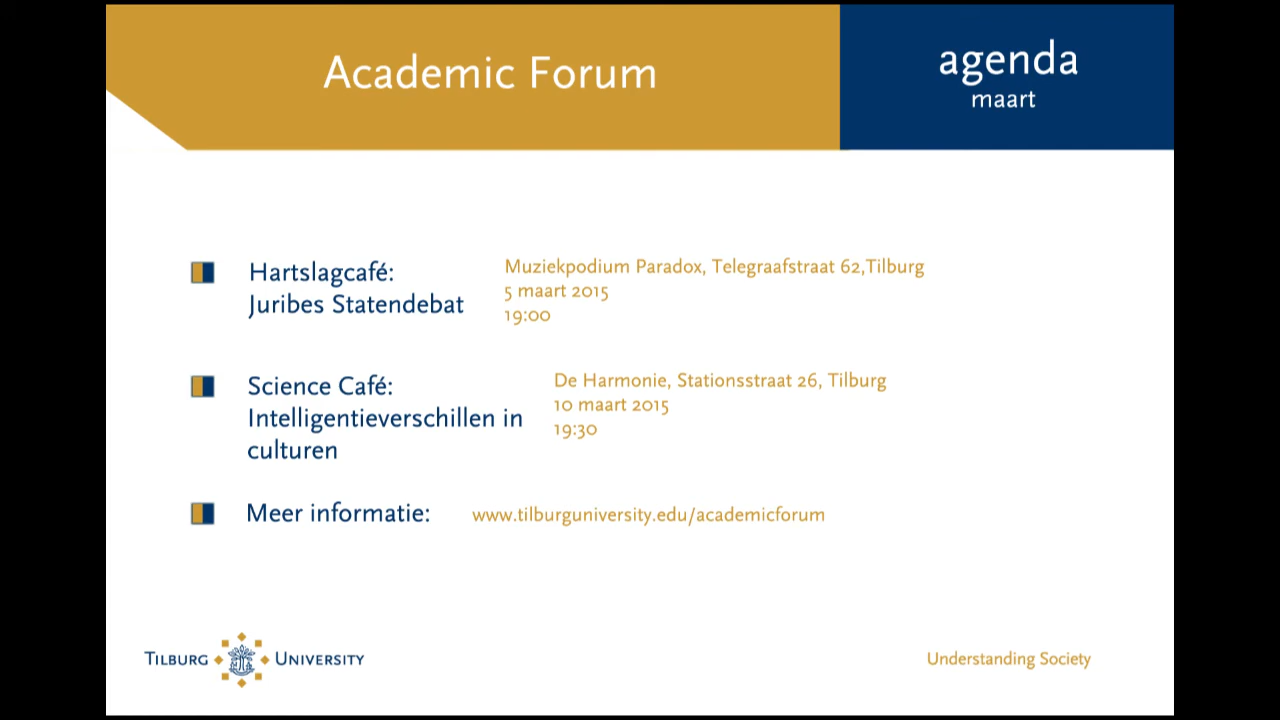 Academic Forum
agenda
maart
Hartslagcafé:
Juribes Statendebat
Muziekpodium Paradox, Telegraafstraat 62,Tilburg
5 maart 2015
19:00
Science Café:
Intelligentieverschillen in
culturen
De Harmonie, Stationsstraat 26, Tilburg
10 maart 2015
19:30
Meer informatie:
www.tilburguniversity.edu/academicforum
TILBURG UNIVERSITY
Understanding Society